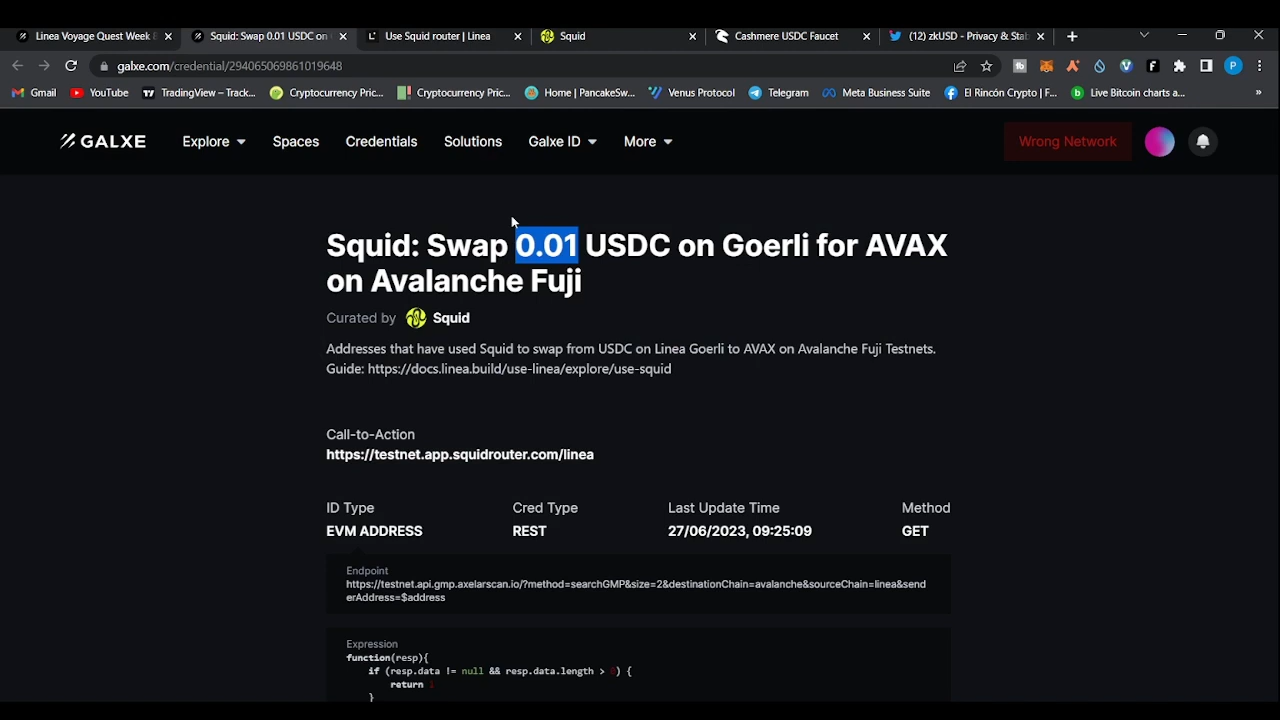 Linea Voyage Quest Week E
Squid: Swap 0.01 USDC on
Use Squid router | Linea
Squid
Cashmere USDC Faucet
(12) zkUSD - Privacy & Stab
galxe.com/credential/294065069861019648
Gmail
YouTube
TradingView – Track...
Cryptocurrency Pric...
Cryptocurrency Pric...
Home | PancakeSw...
Venus Protocol
Telegram
Meta Business Suite
El Rincón Crypto | F...
Live Bitcoin charts a...
»
GALXE
Explore
Spaces
Credentials
Solutions
Galxe ID
More
Wrong Network
Squid: Swap 0.01 USDC on Goerli for AVAX
on Avalanche Fuji
Curated by Squid
Addresses that have used Squid to swap from USDC on Linea Goerli to AVAX on Avalanche Fuji Testnets.
Guide: https://docs.linea.build/use-linea/explore/use-squid
Call-to-Action
https://testnet.app.squidrouter.com/linea
ID Type
Cred Type
Last Update Time
Method
EVM ADDRESS
REST
27/06/2023, 09:25:09
GET
Endpoint
https://testnet.api.gmp.axelarscan.io/?method=searchGMP&size=2&destinationChain=avalanche&sourceChain=linea&send
erAddress=$address
Expression
function(resp){
if (resp.data != null && resp.data.length > 0) {
return 1
}